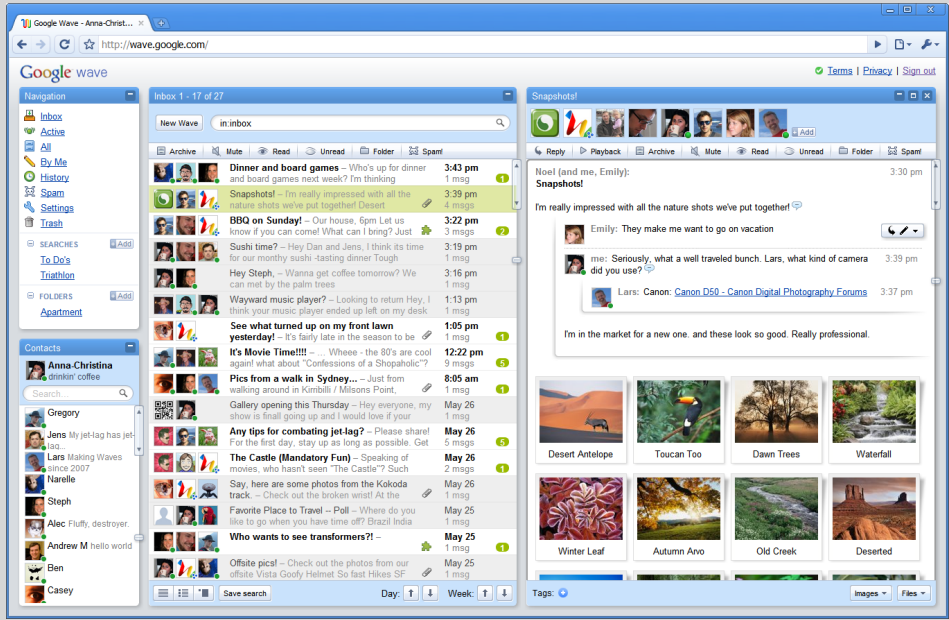 Google Wave - Anna-Christ...
http://wave.google.com/
Google wave
Terms | Privacy | Sign out
Navigation
Inbox
Active
All
By Me
History
Spam
Settings
Trash
SEARCHES Add
To Do's
Triathlon
FOLDERS Add
Apartment
Contacts
Anna-Christina
drinkin' coffee
Search...
Gregory
Jens My jet-lag has jet-
lag...
Lars Making Waves
since 2007
Narelle
Steph
Alec Fluffy, destroyer.
Andrew M hello world
Ben
Casey
Inbox 1 - 17 of 27
New Wave in:inbox
Archive Mute Read Unread Folder Spam!
Dinner and board games – Who's up for dinner 3:43 pm
and board games next week? I'm thinking 1 msg 1
Snapshots! – I'm really impressed with all the 3:39 pm
nature shots we've put together! Desert 4 msgs
BBQ on Sunday! – Our house, 6pm Let us 3:22 pm
know if you can come! What can I bring? Just 3 msgs 2
Sushi time? – Hey Dan and Jens, I think its time 3:19 pm
for our monthy sushi -tasting dinner Tough 1 msg
Hey Steph, – Wanna get coffee tomorrow? We 3:16 pm
can met by the palm trees 1 msg
Wayward music player? – Looking to return Hey, I 1:13 pm
think your music player ended up left on my desk 1 msg
See what turned up on my front lawn 1:05 pm
yesterday! – It's fairly late in the season to be 1 msg 1
It's Movie Time!!!! – ... Wheee - the 80's are cool 12:22 pm
again! what about "Confessions of a Shopaholic"? 9 msgs 5
Pics from a walk in Sydney... – Just from 8:05 am
walking around in Kirribilli / Milsons Point, 1 msg 1
Gallery opening this Thursday – Hey everyone, my May 26
show is finall going up and I would love if your 1 msg
Any tips for combating jet-lag? – Please share! May 26
For the first day, stay up as long as possible. Get 5 msgs 5
The Castle (Mandatory Fun) – Speaking of May 26
movies, who hasn't seen "The Castle"? Such 2 msgs 1
Say, here are some photos from the Kokoda May 26
track. – Check out the broken wrist! At the 1 msg
Favorite Place to Travel -- Poll – Where do you May 25
like to go when you have time off? Brazil India 1 msg
Who wants to see transformers?! – May 25
1 msg 1
Offsite pics! – Check out the photos from our May 25
offsite Vista Goofy Helmet So fast Hikes SF 1 msg
Save search Day: Week:
Snapshots!
Add
Reply Playback Archive Mute Read Unread Folder Spam!
Noel (and me, Emily): 3:30 pm
Snapshots!
I'm really impressed with all the nature shots we've put together!
Emily: They make me want to go on vacation
me: Seriously, what a well traveled bunch. Lars, what kind of camera 3:39 pm
did you use?
Lars: Canon: Canon D50 - Canon Digital Photography Forums 3:37 pm
I'm in the market for a new one. and these look so good. Really professional.
Desert Antelope Toucan Too Dawn Trees Waterfall
Winter Leaf Autumn Arvo Old Creek Deserted
Tags: Images Files